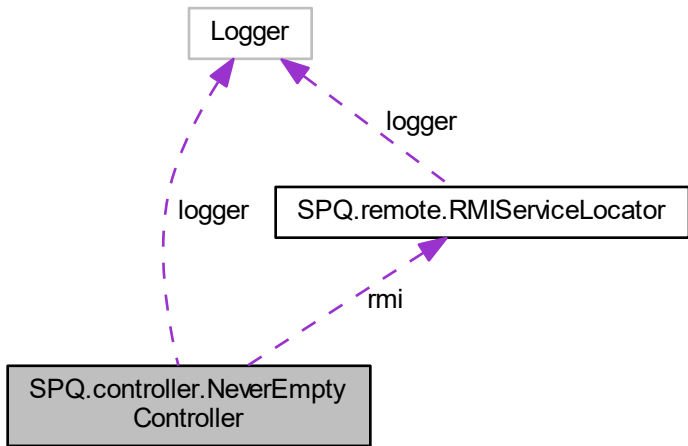 Logger
logger
logger
SPQ.remote.RMIServiceLocator
rmi
SPQ.controller.NeverEmpty
Controller